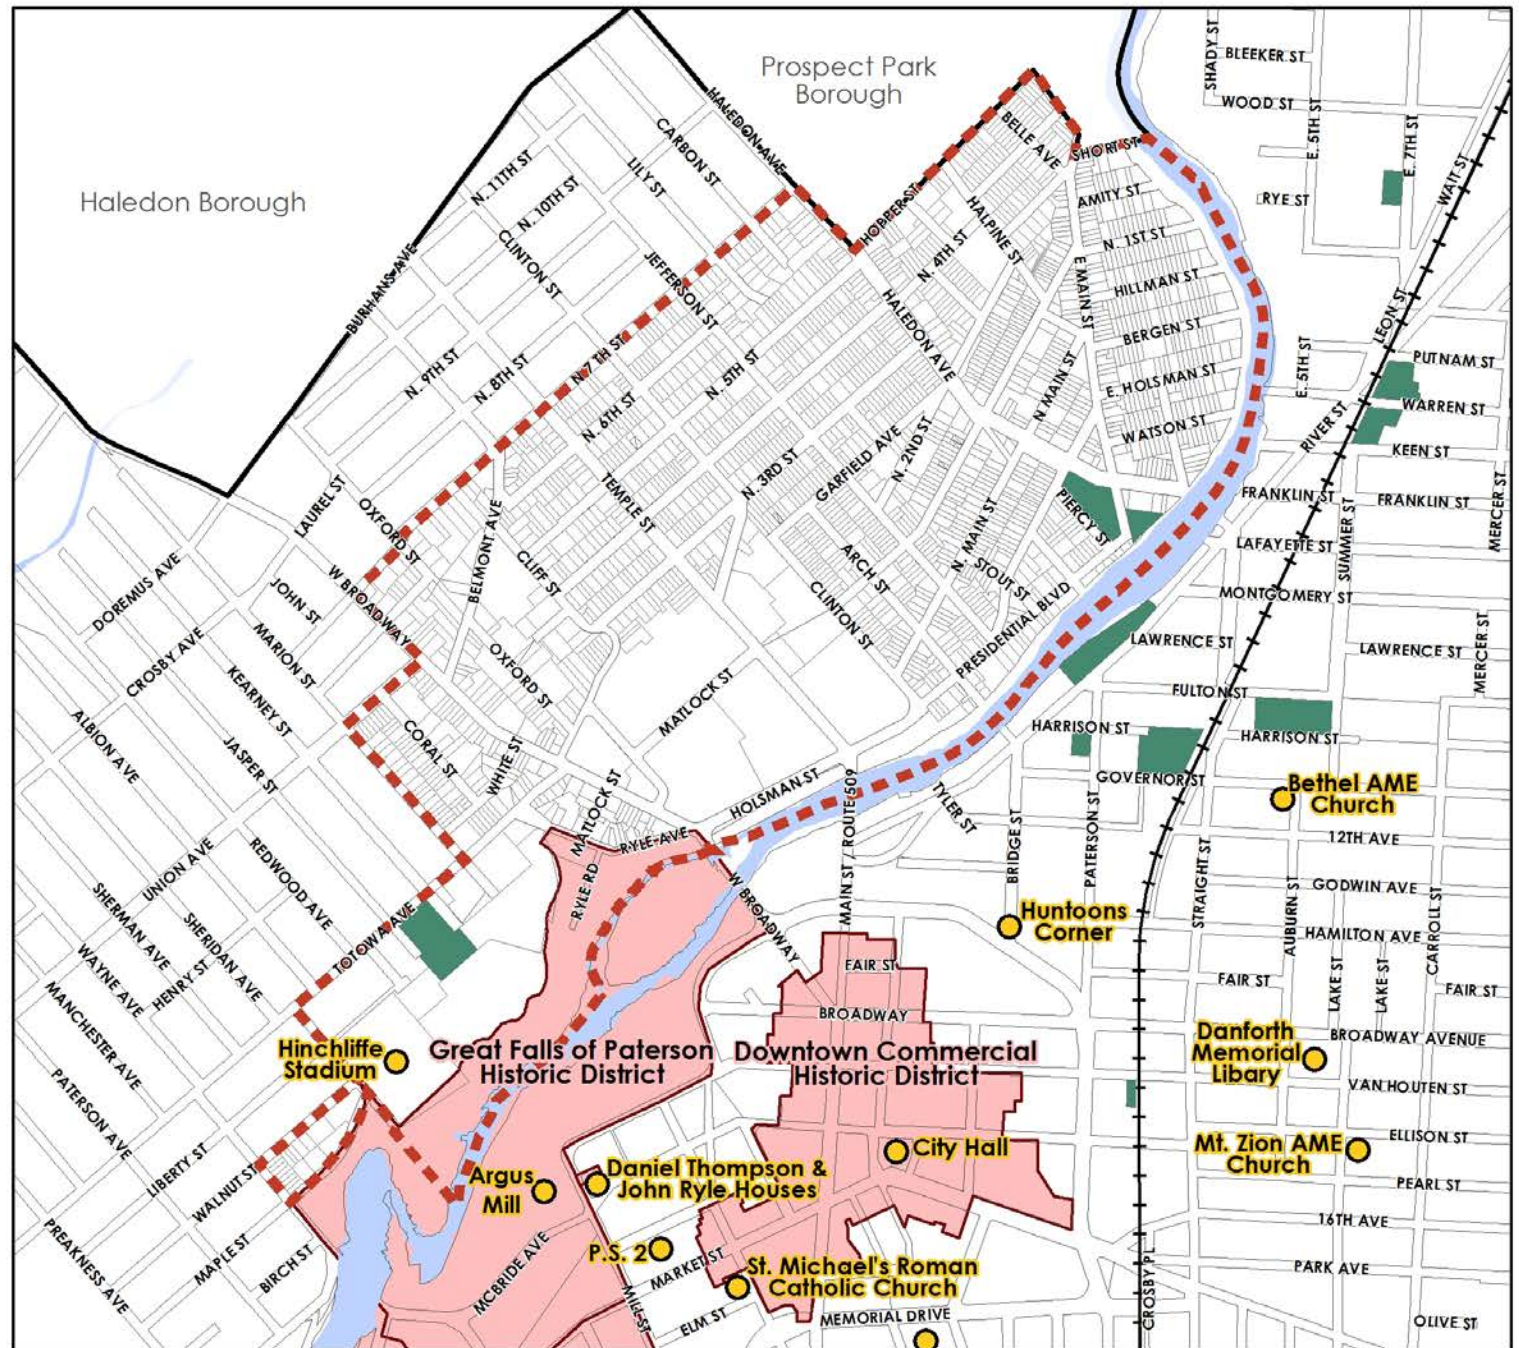 Prospect Park
Borough
Haledon Borough
SHADY ST
BLEEKER ST
WOOD ST
E. 5TH ST
E. 7TH ST
WAIT ST
RYE ST
HALEDON AVE
CARBON ST
LILY ST
N. 11TH ST
N. 10TH ST
CLINTON ST
BURHANS AVE
JEFFERSON ST
BELLE AVE
SHORT ST
HOPPER ST
HALPINE ST
AMITY ST
N. 1ST ST
N. 4TH ST
E MAIN ST
HILLMAN ST
BERGEN ST
HALEDON AVE
E. HOLSMAN ST
WATSON ST
N MAIN ST
LEON ST
E. 5TH ST
PUTNAM ST
WARREN ST
RIVER ST
KEEN ST
FRANKLIN ST
FRANKLIN ST
MERCER ST
SUMMER ST
LAFAYETTE ST
MONTGOMERY ST
N. 9TH ST
N. 8TH ST
N. 7TH ST
N. 6TH ST
N. 5TH ST
N. 3RD ST
GARFIELD AVE
N. 2ND ST
TEMPLE ST
LAUREL ST
OXFORD ST
BELMONT AVE
CLIFF ST
W BROADWAY
PIERCY ST
N. MAIN ST
STOUT ST
ARCH ST
CLINTON ST
PRESIDENTIAL BLVD
LAWRENCE ST
LAWRENCE ST
MERCER ST
FULTON ST
DOREMUS AVE
JOHN ST
MARION ST
CROSBY AVE
KEARNEY ST
ALBION AVE
JASPER ST
OXFORD ST
MATLOCK ST
CORAL ST
WHITE ST
MATLOCK ST
HOLSMAN ST
HARRISON ST
HARRISON ST
GOVERNOR ST
Bethel AME
Church
TYLER ST
BRIDGE ST
PATERSON ST
MAIN ST / ROUTE 509
12TH AVE
STRAIGHT ST
GODWIN AVE
UNION AVE
REDWOOD AVE
RYLE AVE
RYLE RD
W BROADWAY
Huntoons
Corner
AUBURN ST
HAMILTON AVE
CARROLL ST
SHERMAN AVE
SHERIDAN AVE
TOTOWA AVE
WAYNE AVE
HENRY ST
MANCHESTER AVE
FAIR ST
FAIR ST
LAKE ST
LAKE ST
FAIR ST
BROADWAY
Danforth
Memorial
Libary
BROADWAY AVENUE
Hinchliffe
Stadium
Great Falls of Paterson
Historic District
Downtown Commercial
Historic District
VAN HOUTEN ST
PATERSON AVE
LIBERTY ST
WALNUT ST
City Hall
Mt. Zion AME
Church
ELLISON ST
PEARL ST
Argus
Mill
Daniel Thompson &
John Ryle Houses
16TH AVE
PREAKNESS AVE
MAPLE ST
BIRCH ST
MCBRIDE AVE
P.S. 2
MARKET ST
St. Michael's Roman
Catholic Church
PARK AVE
MILL ST
ELM ST
MEMORIAL DRIVE
CROSBY PL
OLIVE ST